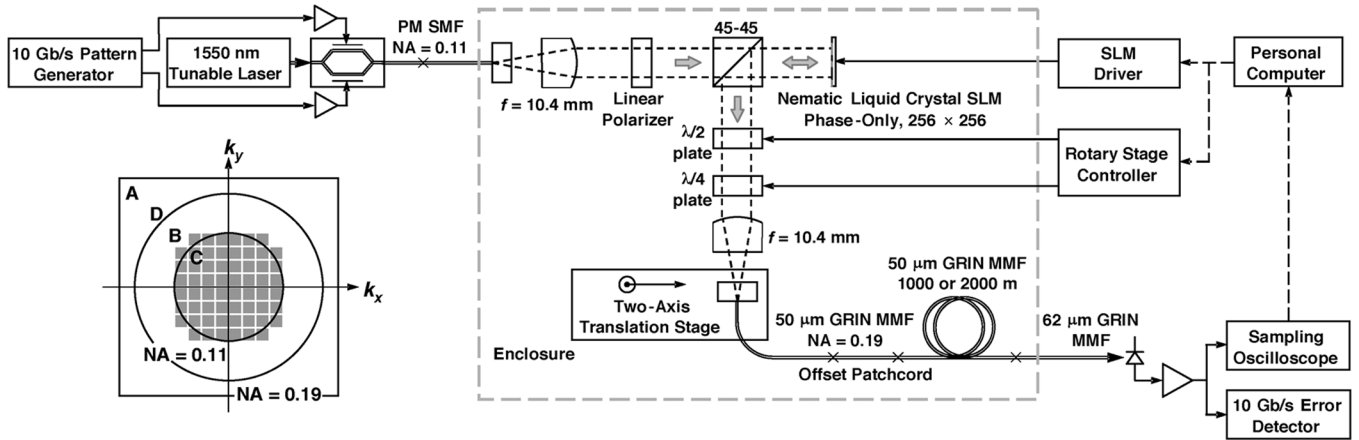 10 Gb/s Pattern
Generator
1550 nm
Tunable Laser
PM SMF
NA = 0.11
f = 10.4 mm
Linear
Polarizer
45-45
Nematic Liquid Crystal SLM
Phase-Only, 256 × 256
SLM
Driver
Personal
Computer
λ/2
plate
λ/4
plate
Rotary Stage
Controller
f = 10.4 mm
Two-Axis
Translation Stage
Enclosure
50 µm GRIN MMF
NA = 0.19
Offset Patchcord
50 µm GRIN MMF
1000 or 2000 m
62 µm GRIN
MMF
Sampling
Oscilloscope
10 Gb/s Error
Detector
ky
A
D
B
C
kx
NA = 0.11
NA = 0.19